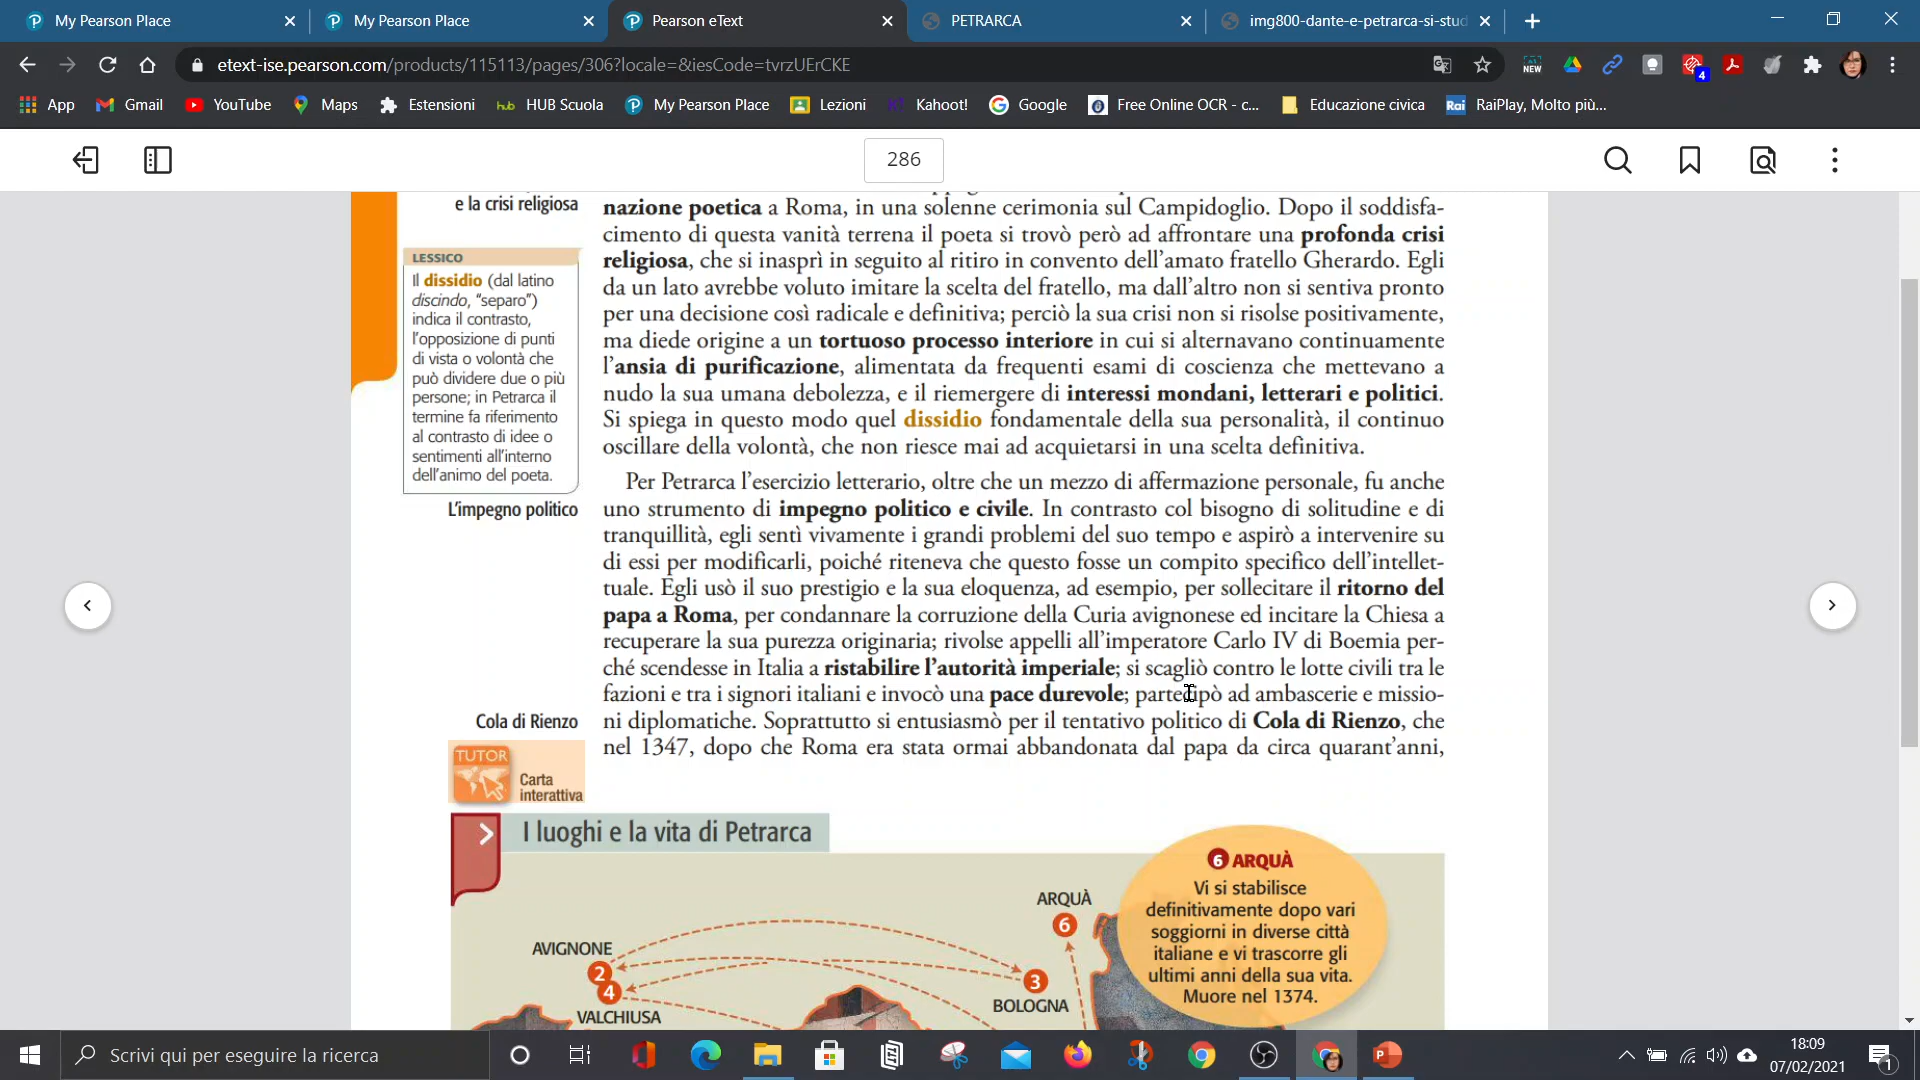 My Pearson Place
My Pearson Place
Pearson eText
PETRARCA
img800-dante-e-petrarca-si-stud
etext-ise.pearson.com/products/115113/pages/306?locale=&iesCode=tvrzUErCKE
NEW
4
App
Gmail
YouTube
Maps
Estensioni
hub HUB Scuola
My Pearson Place
Lezioni
K! Kahoot!
Google
Free Online OCR - c...
Educazione civica
Rai RaiPlay, Molto più...
286
e la crisi religiosa
LESSICO
Il dissidio (dal latino
discindo, “separo”)
indica il contrasto,
l’opposizione di punti
di vista o volontà che
può dividere due o più
persone; in Petrarca il
termine fa riferimento
al contrasto di idee o
sentimenti all’interno
dell’animo del poeta.
L’impegno politico
Cola di Rienzo
TUTOR
Carta
interattiva
nazione poetica a Roma, in una solenne cerimonia sul Campidoglio. Dopo il soddisfa-
cimento di questa vanità terrena il poeta si trovò però ad affrontare una profonda crisi
religiosa, che si inasprì in seguito al ritiro in convento dell’amato fratello Gherardo. Egli
da un lato avrebbe voluto imitare la scelta del fratello, ma dall’altro non si sentiva pronto
per una decisione così radicale e definitiva; perciò la sua crisi non si risolse positivamente,
ma diede origine a un tortuoso processo interiore in cui si alternavano continuamente
l’ansia di purificazione, alimentata da frequenti esami di coscienza che mettevano a
nudo la sua umana debolezza, e il riemergere di interessi mondani, letterari e politici.
Si spiega in questo modo quel dissidio fondamentale della sua personalità, il continuo
oscillare della volontà, che non riesce mai ad acquietarsi in una scelta definitiva.
Per Petrarca l’esercizio letterario, oltre che un mezzo di affermazione personale, fu anche
uno strumento di impegno politico e civile. In contrasto col bisogno di solitudine e di
tranquillità, egli sentì vivamente i grandi problemi del suo tempo e aspirò a intervenire su
di essi per modificarli, poiché riteneva che questo fosse un compito specifico dell’intellet-
tuale. Egli usò il suo prestigio e la sua eloquenza, ad esempio, per sollecitare il ritorno del
papa a Roma, per condannare la corruzione della Curia avignonese ed incitare la Chiesa a
recuperare la sua purezza originaria; rivolse appelli all’imperatore Carlo IV di Boemia per-
ché scendesse in Italia a ristabilire l’autorità imperiale; si scagliò contro le lotte civili tra le
fazioni e tra i signori italiani e invocò una pace durevole; partecipò ad ambascerie e missio-
ni diplomatiche. Soprattutto si entusiasmò per il tentativo politico di Cola di Rienzo, che
nel 1347, dopo che Roma era stata ormai abbandonata dal papa da circa quarant’anni,
I luoghi e la vita di Petrarca
6 ARQUÀ
Vi si stabilisce
definitivamente dopo vari
soggiorni in diverse città
italiane e vi trascorre gli
ultimi anni della sua vita.
Muore nel 1374.
ARQUÀ
6
AVIGNONE
2
4
VALCHIUSA
3
BOLOGNA
Scrivi qui per eseguire la ricerca
18:09
07/02/2021
1